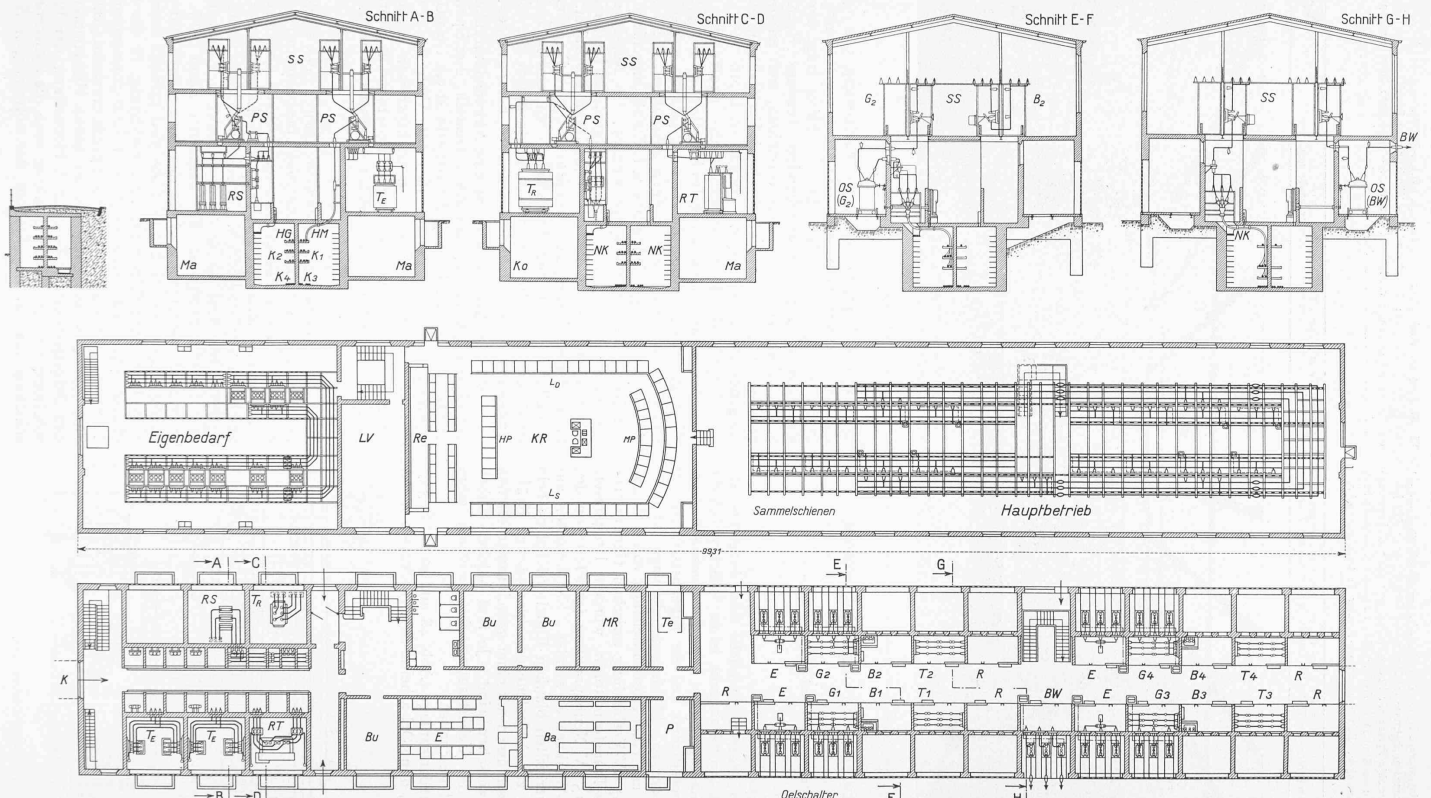 Schnitt A-B
Schnitt C-D
Schnitt E-F
Schnitt G-H
SS
SS
G2 SS B2
SS
PS PS
PS PS
BW
RS TE
TR RT
OS (G2)
OS (BW)
HG HM
K2 K1
K4 K3
Ma Ma
NK NK
Ko Ma
NK
Eigenbedarf
LV
Re
LD
HP KR MP
LS
Sammelschienen
Hauptbetrieb
99,31
A C
E G
RS TR
Bu Bu MR Te
K
E G2 B2 T2 R E G4 B4 T4 R
R E G1 B1 T1 R BW E G3 B3 T3 R
TE TE RT
Bu E Ba P
B D
Oelschalter
F H